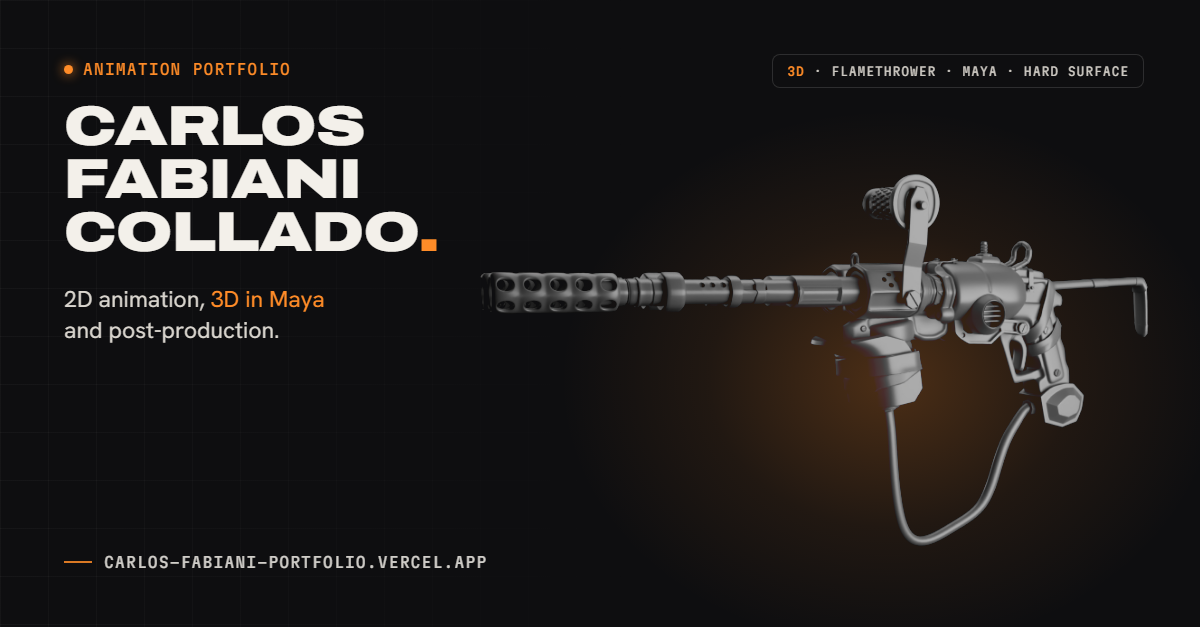 ANIMATION PORTFOLIO
3D · FLAMETHROWER · MAYA · HARD SURFACE
CARLOS
FABIANI
COLLADO.
2D animation, 3D in Maya
and post-production.
CARLOS-FABIANI-PORTFOLIO.VERCEL.APP